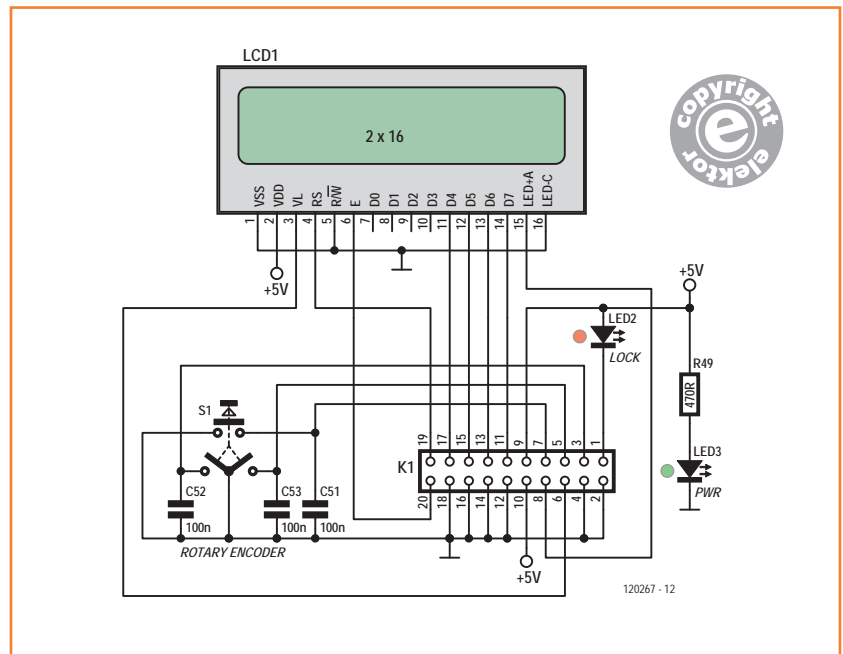 LCD1
copyright e elektor
2 x 16
VSS VDD VL RS R/W E D0 D1 D2 D3 D4 D5 D6 D7 LED+A LED-C
1 2 3 4 5 6 7 8 9 10 11 12 13 14 15 16
+5V
+5V
LED2
LOCK
R49
470R
S1
19 17 15 13 11 9 7 5 3 1
K1
LED3
PWR
20 18 16 14 12 10 8 6 4 2
C52
100n
C53
100n
C51
100n
ROTARY ENCODER
+5V
120267 - 12